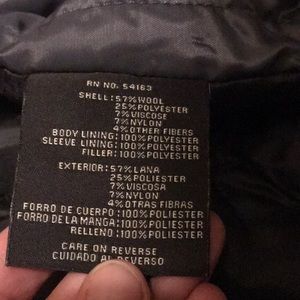 RN NO. 54163
SHELL: 57% WOOL
25% POLYESTER
7% VISCOSE
7% NYLON
4% OTHER FIBERS
BODY LINING: 100% POLYESTER
SLEEVE LINING: 100% POLYESTER
FILLER: 100% POLYESTER
EXTERIOR: 57% LANA
25% POLIESTER
7% VISCOSA
7% NYLON
4% OTRAS FIBRAS
FORRO DE CUERPO: 100% POLIESTER
FORRO DE LA MANGA: 100% POLIESTER
RELLENO: 100% POLIESTER
CARE ON REVERSE
CUIDADO AL REVERSO